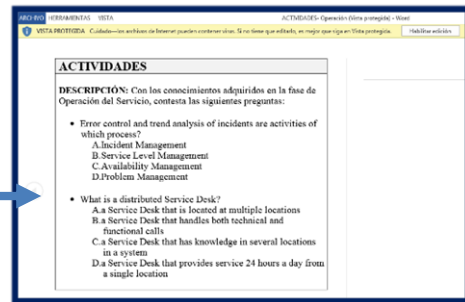 ARCHIVO HERRAMIENTAS VISTA
ACTIVIDADES- Operación (Vista protegida) - Word
VISTA PROTEGIDA Cuidado—los archivos de Internet pueden contener virus. Si no tiene que editarlo, es mejor que siga en Vista protegida. Habilitar edición
ACTIVIDADES
DESCRIPCIÓN: Con los conocimientos adquiridos en la fase de
Operación del Servicio, contesta las siguientes preguntas:
• Error control and trend analysis of incidents are activities of
which process?
A.Incident Management
B.Service Level Management
C.Availability Management
D.Problem Management
• What is a distributed Service Desk?
A.a Service Desk that is located at multiple locations
B.a Service Desk that handles both technical and
functional calls
C.a Service Desk that has knowledge in several locations
in a system
D.a Service Desk that provides service 24 hours a day from
a single location